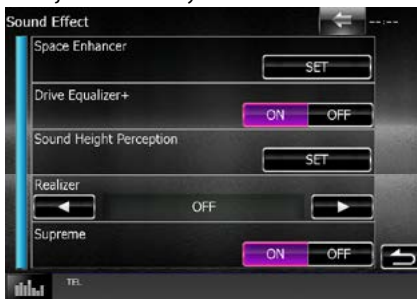 Sound Effect
--:--
Space Enhancer
SET
Drive Equalizer+
ON OFF
Sound Height Perception
SET
Realizer
OFF
Supreme
ON OFF
TEL